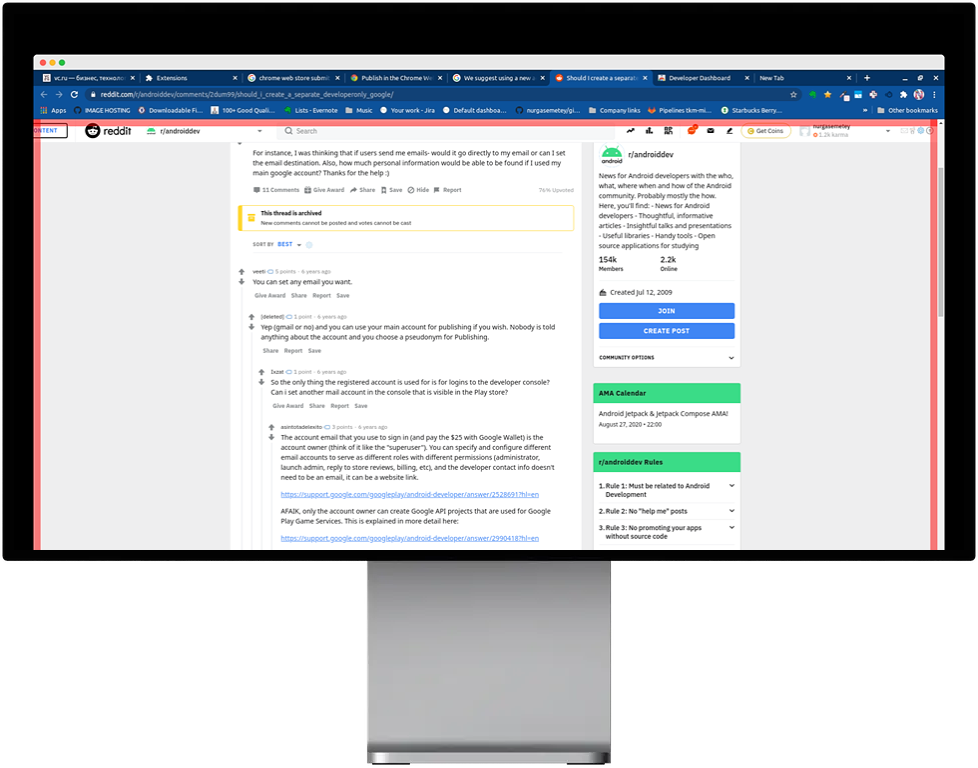 vc.ru — бизнес, технолог
Extensions
chrome web store submit
Publish in the Chrome We
We suggest using a new a
Should I create a separate
Developer Dashboard
New Tab
reddit.com/r/androiddev/comments/2dum99/should_i_create_a_separate_developeronly_google/
Apps
IMAGE HOSTING
Downloadable Fi...
100+ Good Quali...
Lists - Evernote
Music
Your work - Jira
Default dashboa...
nurgasemetey/gi...
Company links
Pipelines tkm-mi...
Starbucks Berry...
Other bookmarks
ONTENT
reddit
r/androiddev
Search
Get Coins
nurgasemetey
1.2k karma
For instance, I was thinking that if users send me emails- would it go directly to my email or can I set
the email destination. Also, how much personal information would be able to be found if I used my
main google account? Thanks for the help :)
11 Comments Give Award Share Save Hide Report
76% Upvoted
This thread is archived
New comments cannot be posted and votes cannot be cast
SORT BY BEST
veeti 5 points · 6 years ago
You can set any email you want.
Give Award Share Report Save
[deleted] 1 point · 6 years ago
Yep (gmail or no) and you can use your main account for publishing if you wish. Nobody is told
anything about the account and you choose a pseudonym for Publishing.
Share Report Save
1 point · 6 years ago
So the only thing the registered account is used for is for logins to the developer console?
Can i set another mail account in the console that is visible in the Play store?
Give Award Share Report Save
asintotadelexito 3 points · 6 years ago
The account email that you use to sign in (and pay the $25 with Google Wallet) is the
account owner (think of it like the "superuser"). You can specify and configure different
email accounts to serve as different roles with different permissions (administrator,
launch admin, reply to store reviews, billing, etc), and the developer contact info doesn't
need to be an email, it can be a website link.
https://support.google.com/googleplay/android-developer/answer/2528691?hl=en
AFAIK, only the account owner can create Google API projects that are used for Google
Play Game Services. This is explained in more detail here:
https://support.google.com/googleplay/android-developer/answer/2990418?hl=en
android
r/androiddev
News for Android developers with the who,
what, where when and how of the Android
community. Probably mostly the how.
Here, you'll find: - News for Android
developers - Thoughtful, informative
articles - Insightful talks and presentations
- Useful libraries - Handy tools - Open
source applications for studying
154k 2.2k
Members Online
Created Jul 12, 2009
JOIN
CREATE POST
COMMUNITY OPTIONS
AMA Calendar
Android Jetpack & Jetpack Compose AMA!
August 27, 2020 • 22:00
r/androiddev Rules
1. Rule 1: Must be related to Android
Development
2. Rule 2: No "help me" posts
3. Rule 3: No promoting your apps
without source code